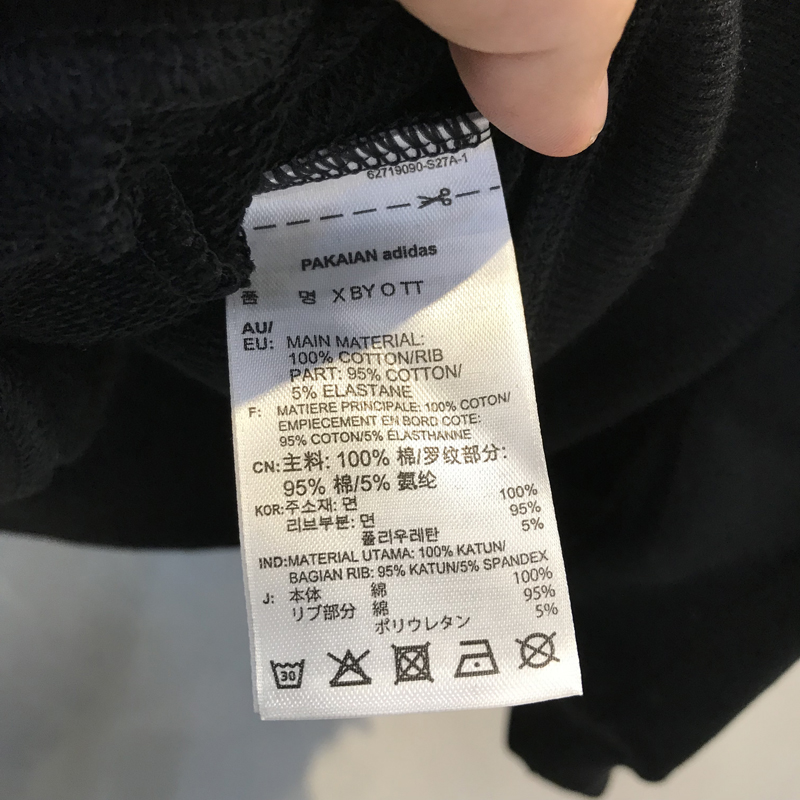 62719090-S27A-1
PAKAIAN adidas
품 명 X BY O TT
AU/
EU: MAIN MATERIAL:
100% COTTON/RIB
PART: 95% COTTON/
5% ELASTANE
F: MATIERE PRINCIPALE: 100% COTON/
EMPIECEMENT EN BORD COTE:
95% COTON/5% ÉLASTHANNE
CN:主料: 100% 棉/罗纹部分:
95% 棉/5% 氨纶
KOR:주소재: 면 100%
리브부분: 면 95%
폴리우레탄 5%
IND:MATERIAL UTAMA: 100% KATUN/
BAGIAN RIB: 95% KATUN/5% SPANDEX
J: 本体 綿 100%
リブ部分 綿 95%
ポリウレタン 5%
30